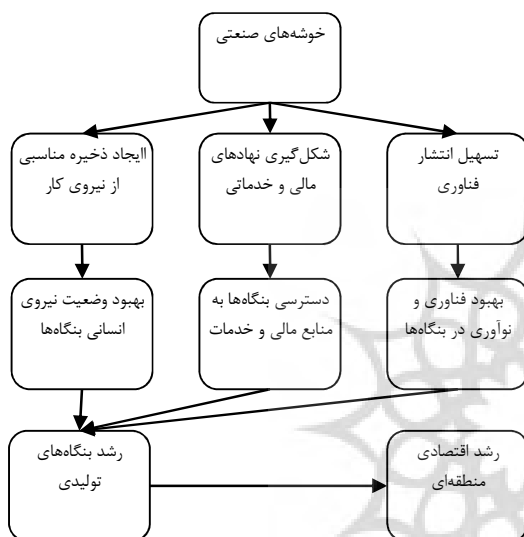 خوشه‌های صنعتی
تسهیل انتشار
فناوری
شکل‌گیری نهادهای
مالی و خدماتی
اایجاد ذخیره مناسبی
از نیروی کار
بهبود فناوری و
نوآوری در بنگاه‌ها
دسترسی بنگاه‌ها به
منابع مالی و خدمات
بهبود وضعیت نیروی
انسانی بنگاه‌ها
رشد بنگاه‌های
تولیدی
رشد اقتصادی
منطقه‌ای